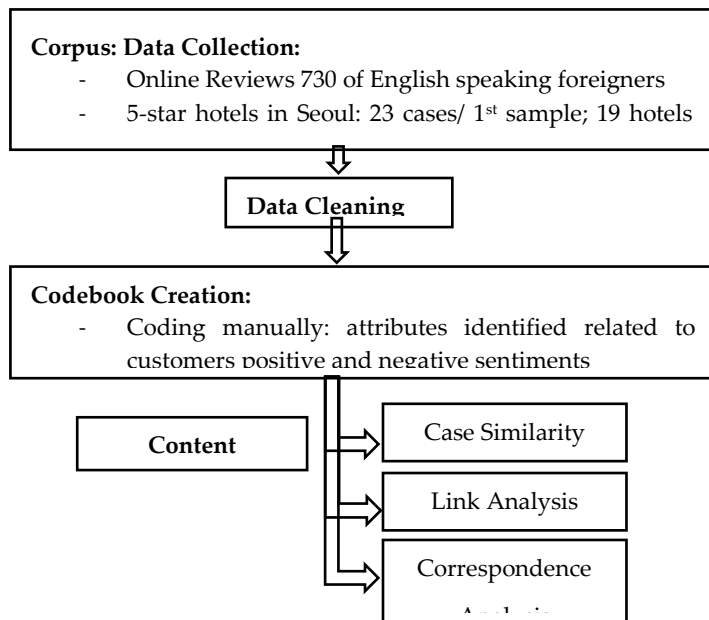 Corpus: Data Collection:
- Online Reviews 730 of English speaking foreigners
- 5-star hotels in Seoul: 23 cases/ 1st sample; 19 hotels
Data Cleaning
Codebook Creation:
- Coding manually: attributes identified related to
customers positive and negative sentiments
Content
Case Similarity
Link Analysis
Correspondence
Analysis